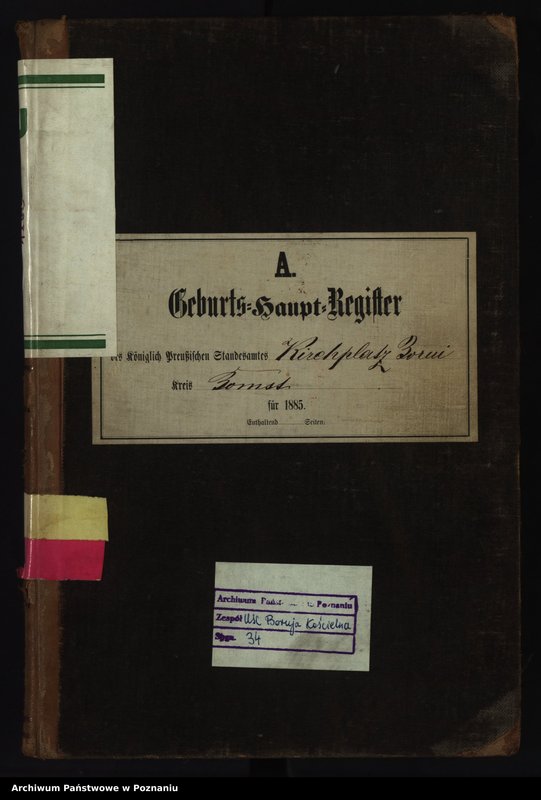 A.
Geburts-Haupt-Register
des Königlich Preußischen Standesamtes Kirchplatz Borui
Kreis Bomst
für 1885.
Enthaltend Seiten.
Archiwum Poznaniu
Zespół USC Boruja Kościelna
Sygn. 34
Archiwum Państwowe w Poznaniu